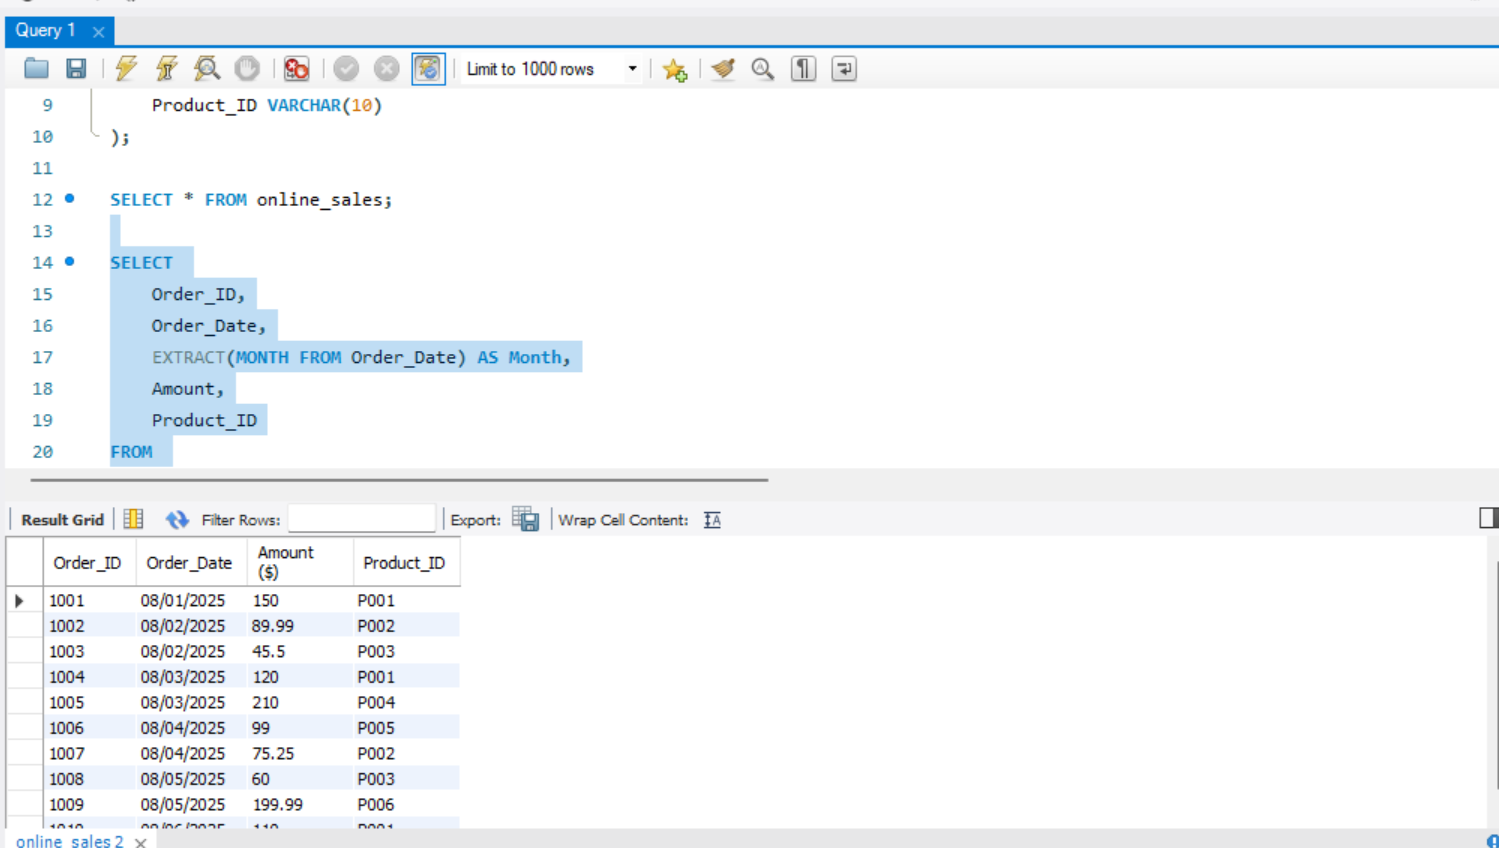 Query 1
Limit to 1000 rows
9 Product_ID VARCHAR(10)
10 );
11
12 SELECT * FROM online_sales;
13
14 SELECT
15 Order_ID,
16 Order_Date,
17 EXTRACT(MONTH FROM Order_Date) AS Month,
18 Amount,
19 Product_ID
20 FROM
Result Grid Filter Rows: Export: Wrap Cell Content: IA
Order_ID Order_Date Amount ($) Product_ID
1001 08/01/2025 150 P001
1002 08/02/2025 89.99 P002
1003 08/02/2025 45.5 P003
1004 08/03/2025 120 P001
1005 08/03/2025 210 P004
1006 08/04/2025 99 P005
1007 08/04/2025 75.25 P002
1008 08/05/2025 60 P003
1009 08/05/2025 199.99 P006
online_sales 2